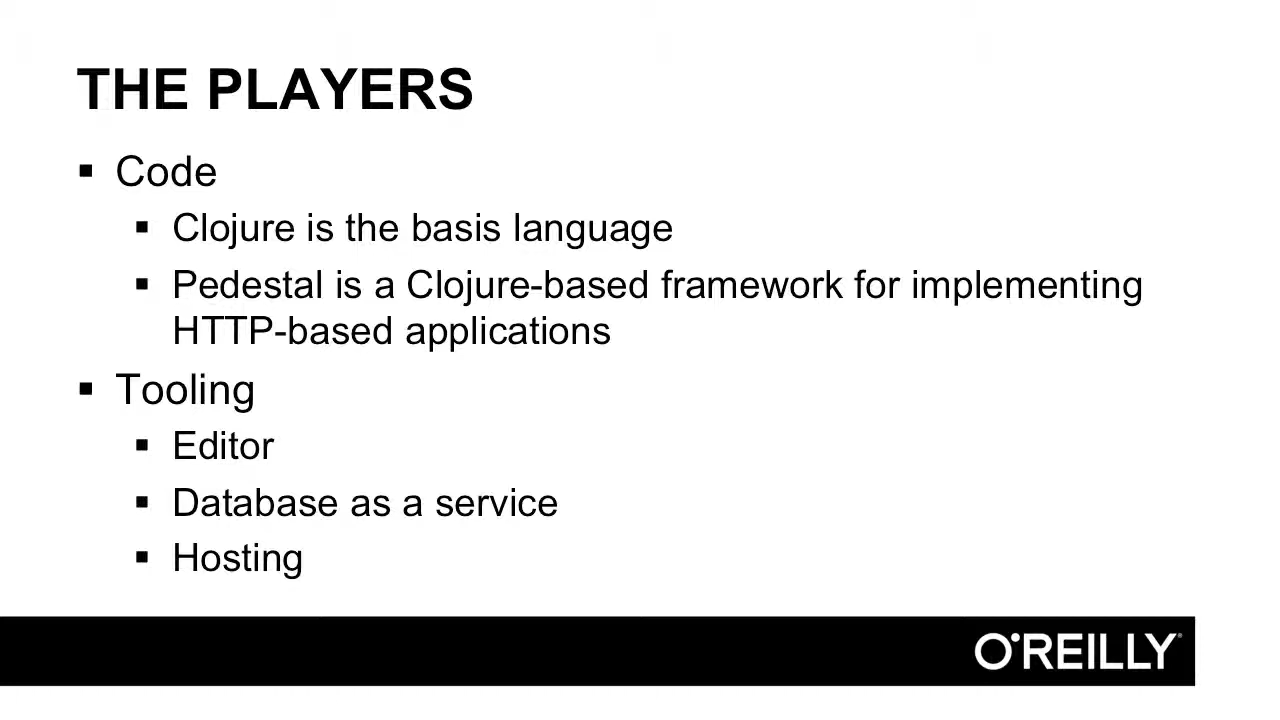 THE PLAYERS
▪ Code
▪ Clojure is the basis language
▪ Pedestal is a Clojure-based framework for implementing
HTTP-based applications
▪ Tooling
▪ Editor
▪ Database as a service
▪ Hosting
O'REILLY®